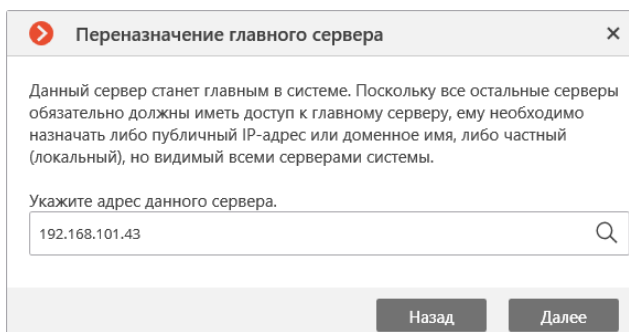 Переназначение главного сервера
Данный сервер станет главным в системе. Поскольку все остальные серверы
обязательно должны иметь доступ к главному серверу, ему необходимо
назначать либо публичный IP-адрес или доменное имя, либо частный
(локальный), но видимый всеми серверами системы.
Укажите адрес данного сервера.
192.168.101.43
Назад Далее